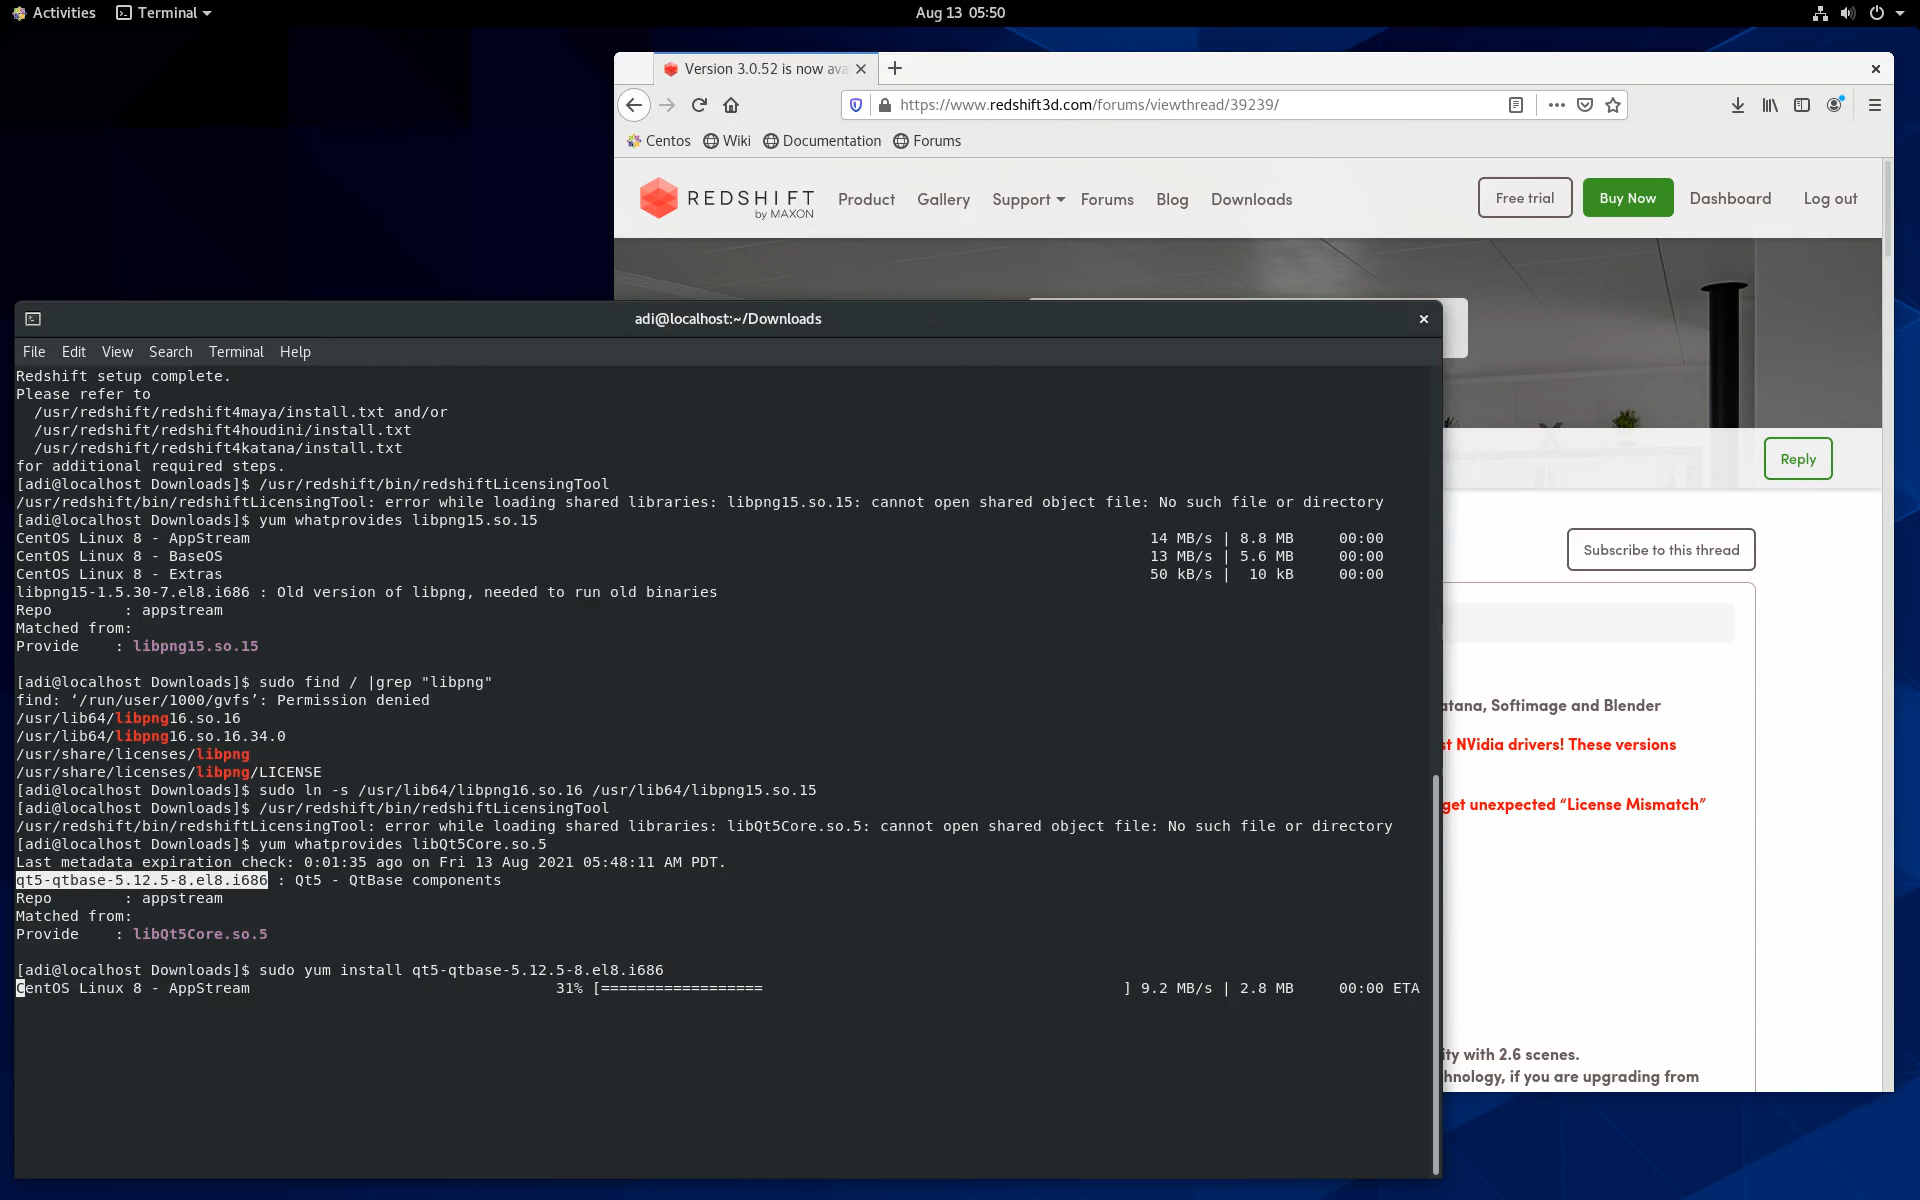 Activities Terminal Aug 13 05:50
Version 3.0.52 is now ava
https://www.redshift3d.com/forums/viewthread/39239/
Centos Wiki Documentation Forums
REDSHIFT by MAXON Product Gallery Support Forums Blog Downloads Free trial Buy Now Dashboard Log out
adi@localhost:~/Downloads
File Edit View Search Terminal Help
Redshift setup complete.
Please refer to
/usr/redshift/redshift4maya/install.txt and/or
/usr/redshift/redshift4houdini/install.txt
/usr/redshift/redshift4katana/install.txt
for additional required steps.
[adi@localhost Downloads]$ /usr/redshift/bin/redshiftLicensingTool
/usr/redshift/bin/redshiftLicensingTool: error while loading shared libraries: libpng15.so.15: cannot open shared object file: No such file or directory
[adi@localhost Downloads]$ yum whatprovides libpng15.so.15
CentOS Linux 8 - AppStream 14 MB/s | 8.8 MB 00:00
CentOS Linux 8 - BaseOS 13 MB/s | 5.6 MB 00:00
CentOS Linux 8 - Extras 50 kB/s | 10 kB 00:00
libpng15-1.5.30-7.el8.i686 : Old version of libpng, needed to run old binaries
Repo : appstream
Matched from:
Provide : libpng15.so.15
[adi@localhost Downloads]$ sudo find / |grep "libpng"
find: ‘/run/user/1000/gvfs’: Permission denied
/usr/lib64/libpng16.so.16
/usr/lib64/libpng16.so.16.34.0
/usr/share/licenses/libpng
/usr/share/licenses/libpng/LICENSE
[adi@localhost Downloads]$ sudo ln -s /usr/lib64/libpng16.so.16 /usr/lib64/libpng15.so.15
[adi@localhost Downloads]$ /usr/redshift/bin/redshiftLicensingTool
/usr/redshift/bin/redshiftLicensingTool: error while loading shared libraries: libQt5Core.so.5: cannot open shared object file: No such file or directory
[adi@localhost Downloads]$ yum whatprovides libQt5Core.so.5
Last metadata expiration check: 0:01:35 ago on Fri 13 Aug 2021 05:48:11 AM PDT.
qt5-qtbase-5.12.5-8.el8.i686 : Qt5 - QtBase components
Repo : appstream
Matched from:
Provide : libQt5Core.so.5
[adi@localhost Downloads]$ sudo yum install qt5-qtbase-5.12.5-8.el8.i686
CentOS Linux 8 - AppStream 31% [================== ] 9.2 MB/s | 2.8 MB 00:00 ETA
Reply
Subscribe to this thread
atana, Softimage and Blender
st NVidia drivers! These versions
get unexpected “License Mismatch”
ity with 2.6 scenes.
hnology, if you are upgrading from